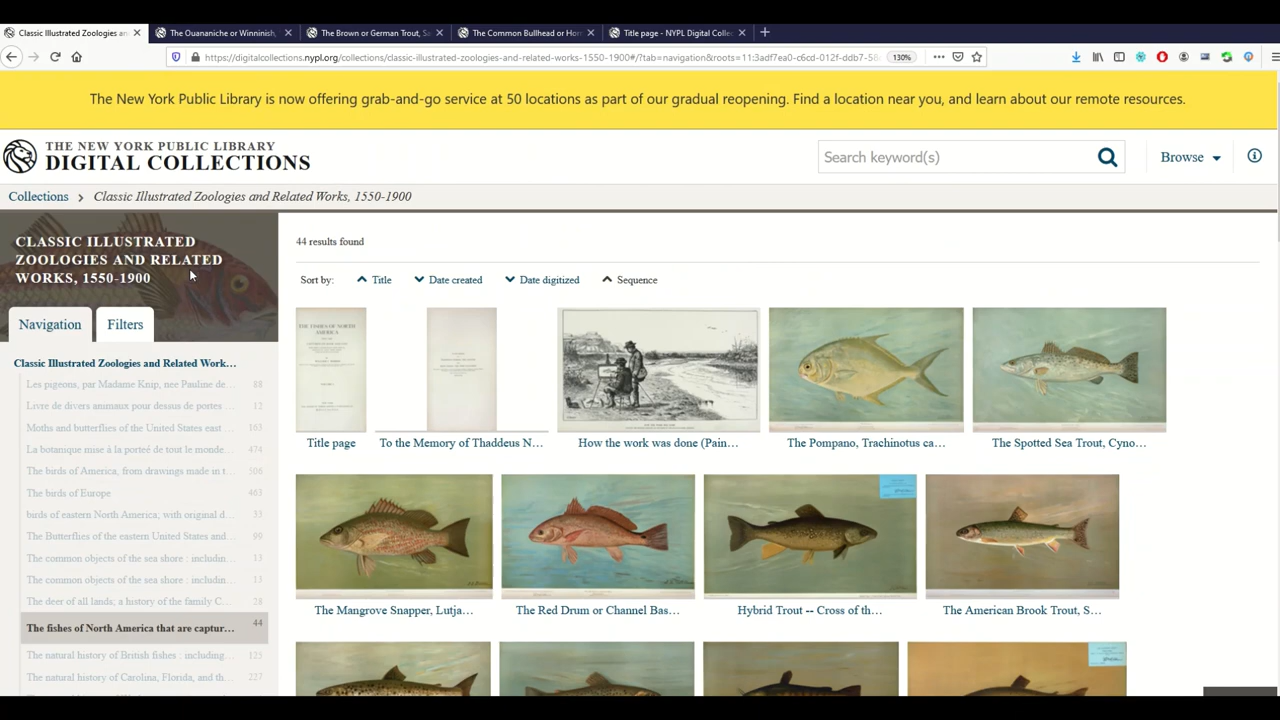 Classic Illustrated Zoologies and
The Ouananiche or Winninish,
The Brown or German Trout, Sa
The Common Bullhead or Horn
Title page - NYPL Digital Colle
https://digitalcollections.nypl.org/collections/classic-illustrated-zoologies-and-related-works-1550-1900#/?tab=navigation&roots=11:3adf7ea0-c6cd-012f-ddb7-58
130%
The New York Public Library is now offering grab-and-go service at 50 locations as part of our gradual reopening. Find a location near you, and learn about our remote resources.
THE NEW YORK PUBLIC LIBRARY
DIGITAL COLLECTIONS
Search keyword(s)
Browse
Collections > Classic Illustrated Zoologies and Related Works, 1550-1900
CLASSIC ILLUSTRATED
ZOOLOGIES AND RELATED
WORKS, 1550-1900
Navigation
Filters
Classic Illustrated Zoologies and Related Work...
Les pigeons, par Madame Knip, née Pauline de... 88
Livre de divers animaux pour dessus de portes ... 12
Moths and butterflies of the United States east ... 163
La botanique mise à la porteé de tout le monde... 474
The birds of America, from drawings made in t... 506
The birds of Europe 463
birds of eastern North America; with original d... 33
The Butterflies of the eastern United States and... 99
The common objects of the sea shore : includin... 13
The common objects of the sea shore : includin... 13
The deer of all lands; a history of the family C... 28
The fishes of North America that are captur... 44
The natural history of British fishes : including... 125
The natural history of Carolina, Florida, and th... 227
44 results found
Sort by: Title Date created Date digitized Sequence
THE FISHES OF NORTH
AMERICA
Title page
To the Memory of Thaddeus N...
How the work was done (Pain...
The Pompano, Trachinotus ca...
The Spotted Sea Trout, Cyno...
The Mangrove Snapper, Lutja...
The Red Drum or Channel Bas...
Hybrid Trout -- Cross of th...
The American Brook Trout, S...